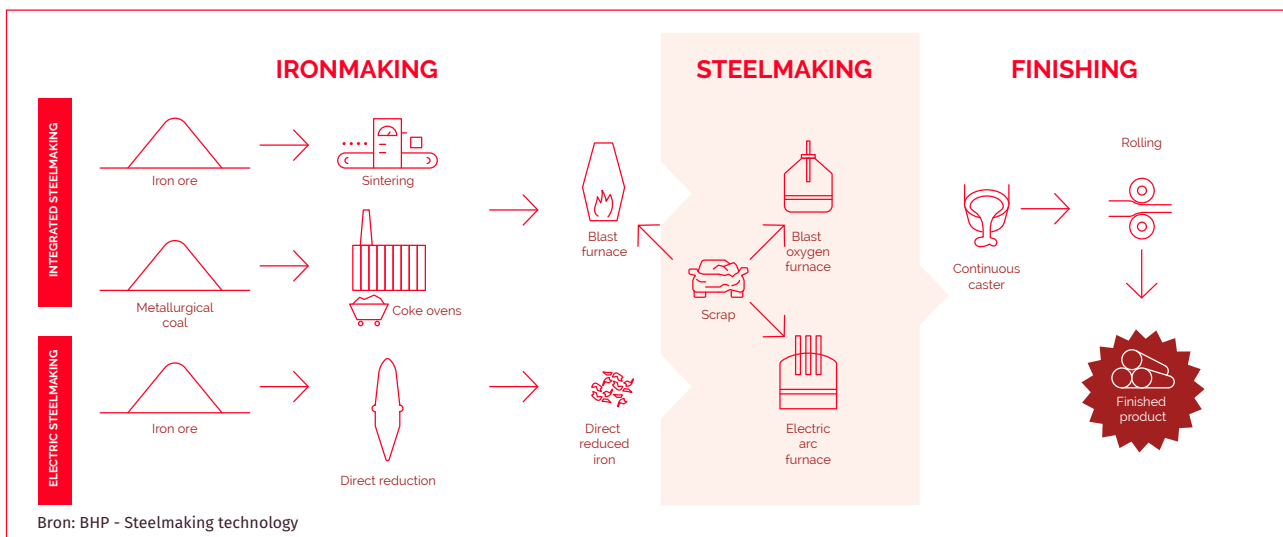 IRONMAKING
STEELMAKING
FINISHING
INTEGRATED STEELMAKING
Iron ore
Sintering
Metallurgical
coal
Coke ovens
Blast
furnace
Blast
oxygen
furnace
Scrap
Continuous
caster
Rolling
ELECTRIC STEELMAKING
Iron ore
Direct reduction
Direct
reduced
iron
Electric
arc
furnace
Finished
product
Bron: BHP - Steelmaking technology